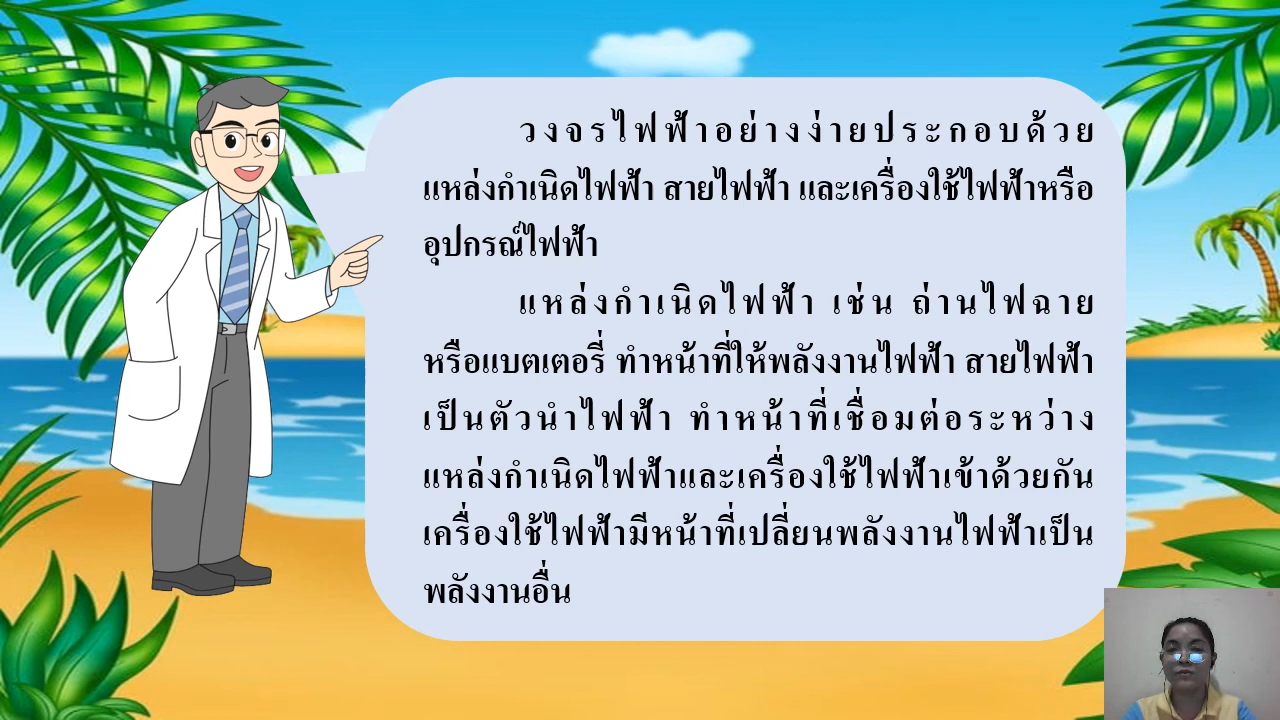 วงจรไฟฟ้าอย่างง่ายประกอบด้วย
แหล่งกำเนิดไฟฟ้า สายไฟฟ้า และเครื่องใช้ไฟฟ้าหรือ
อุปกรณ์ไฟฟ้า
แหล่งกำเนิดไฟฟ้า เช่น ถ่านไฟฉาย
หรือแบตเตอรี่ ทำหน้าที่ให้พลังงานไฟฟ้า สายไฟฟ้า
เป็นตัวนำไฟฟ้า ทำหน้าที่เชื่อมต่อระหว่าง
แหล่งกำเนิดไฟฟ้าและเครื่องใช้ไฟฟ้าเข้าด้วยกัน
เครื่องใช้ไฟฟ้ามีหน้าที่เปลี่ยนพลังงานไฟฟ้าเป็น
พลังงานอื่น